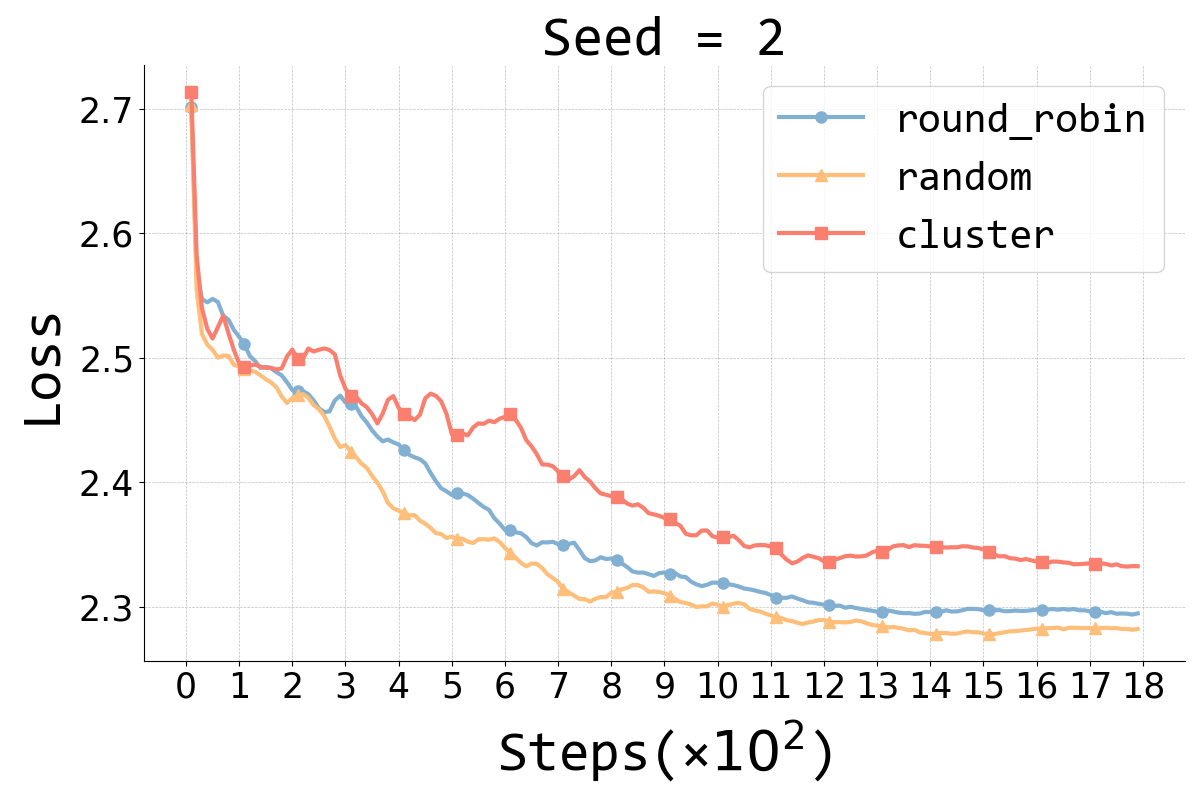 Seed = 2
2.7
2.6
2.5
2.4
2.3
Loss
round_robin
random
cluster
0 1 2 3 4 5 6 7 8 9 10 11 12 13 14 15 16 17 18
Steps(×10²)